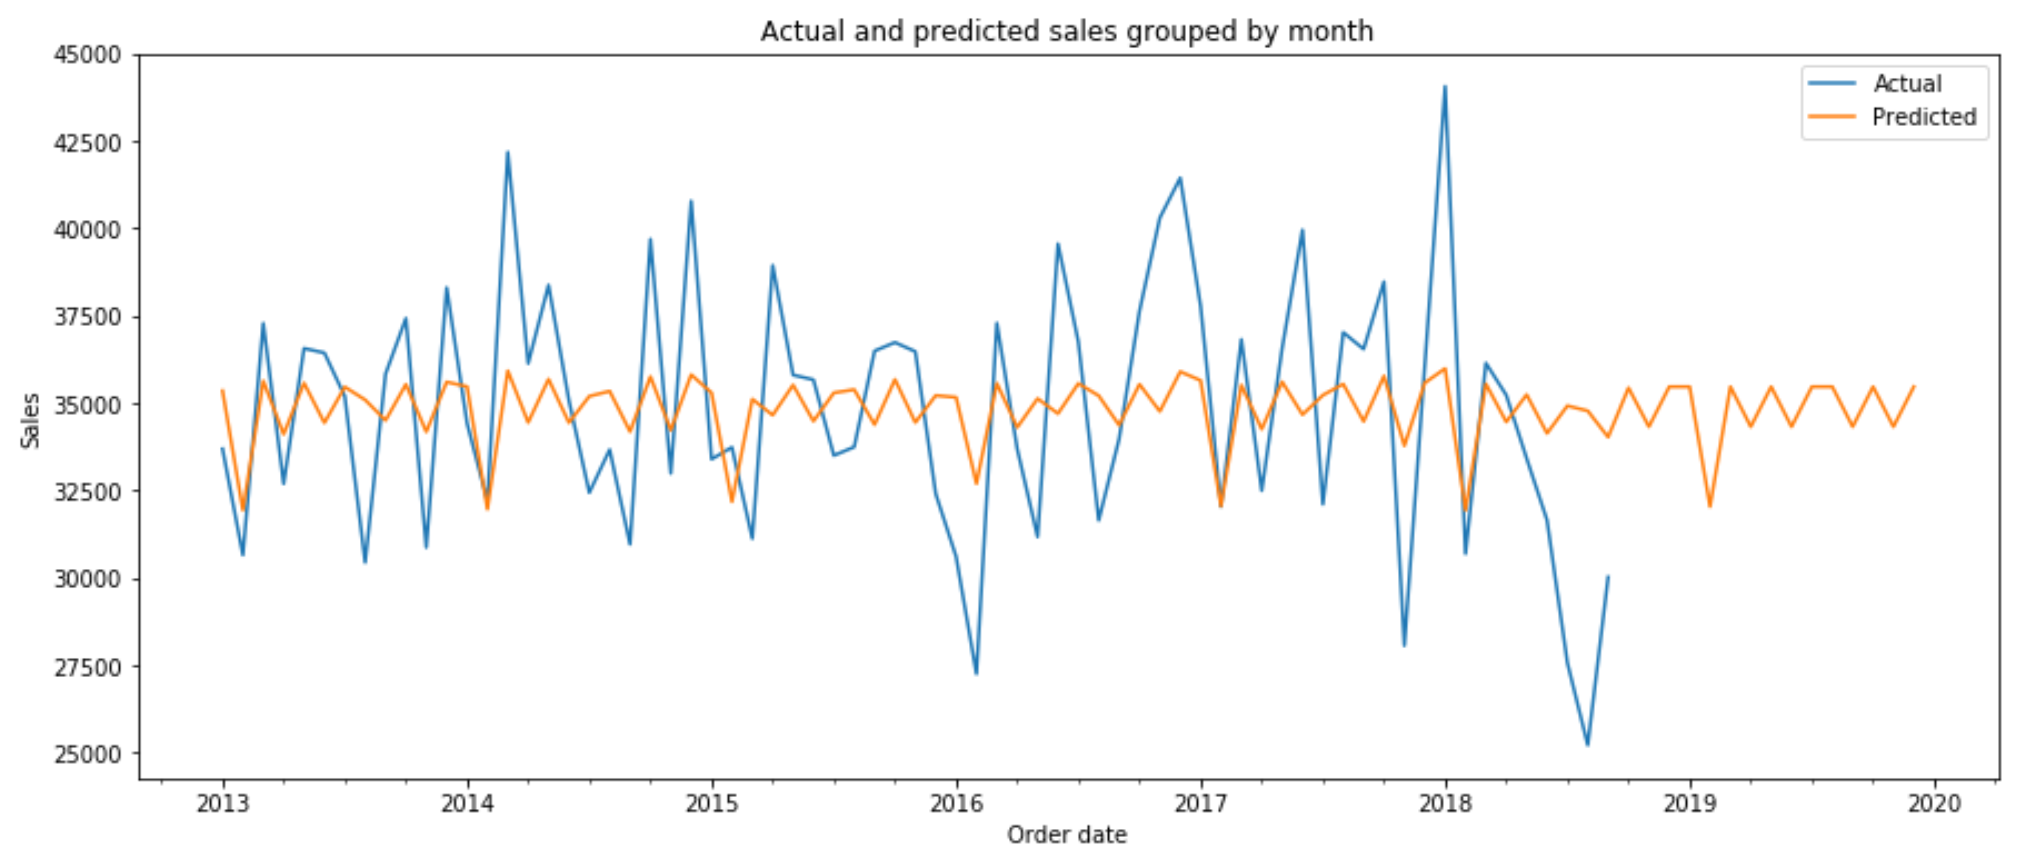 Actual and predicted sales grouped by month
45000
42500
40000
37500
35000
32500
30000
27500
25000
Sales
Actual
Predicted
2013 2014 2015 2016 2017 2018 2019 2020
Order date